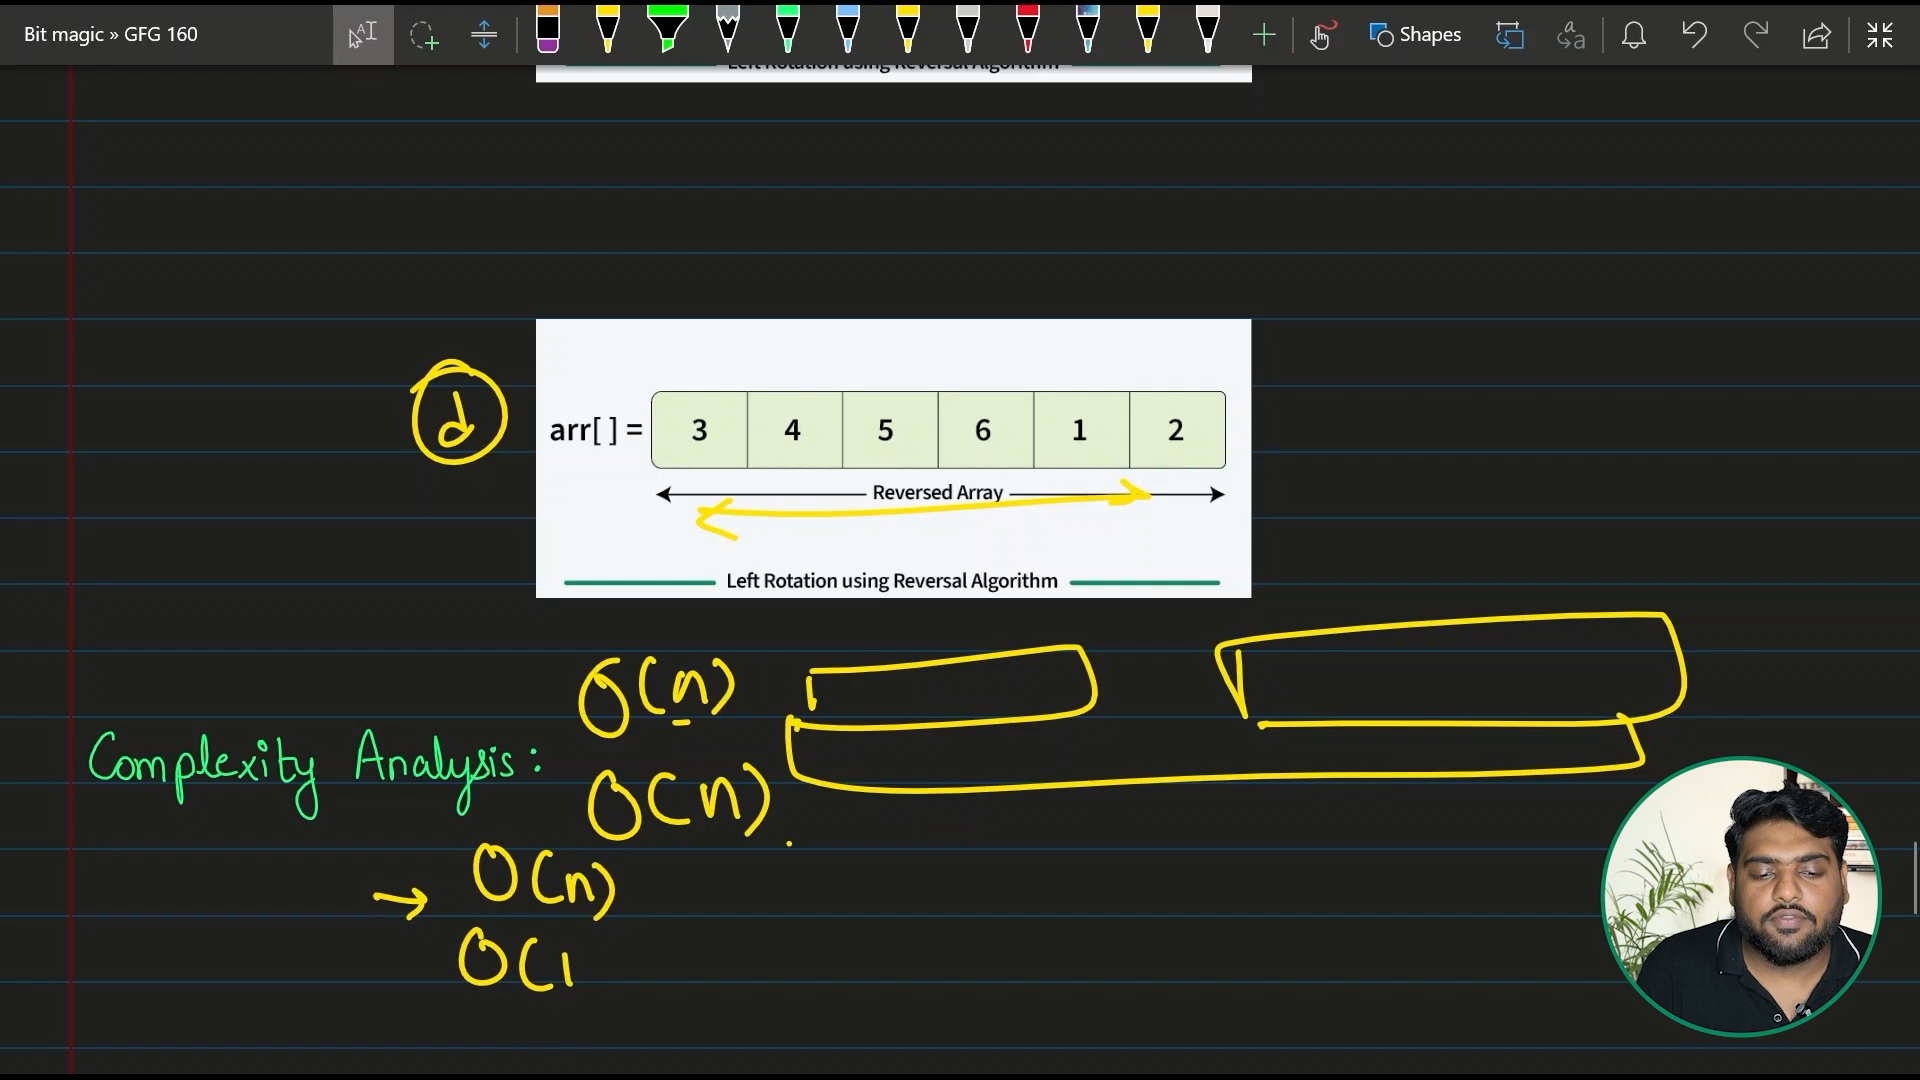 Bit magic » GFG 160
Shapes
Left Rotation using Reversal Algorithm
d
arr[ ] = 3 4 5 6 1 2
Reversed Array
Left Rotation using Reversal Algorithm
O(n)
Complexity Analysis:
O(n).
→ O(n)
O(1